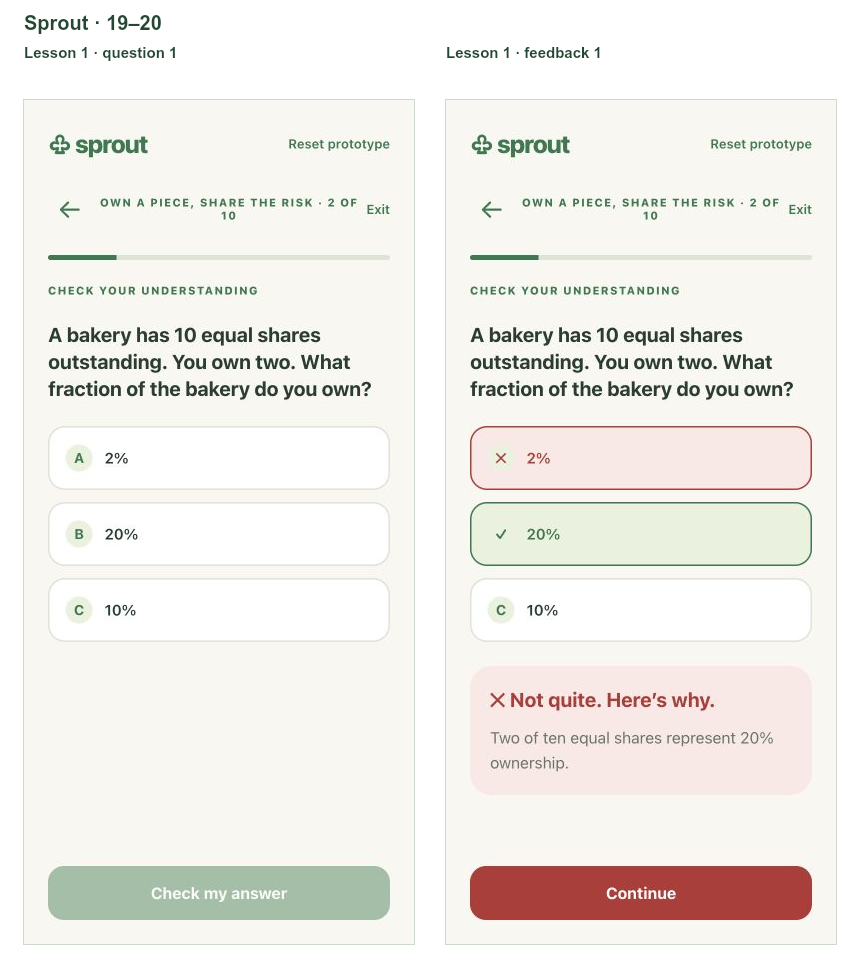 Sprout · 19–20
Lesson 1 · question 1
sprout
Reset prototype
OWN A PIECE, SHARE THE RISK · 2 OF
10
Exit
CHECK YOUR UNDERSTANDING
A bakery has 10 equal shares
outstanding. You own two. What
fraction of the bakery do you own?
A 2%
B 20%
C 10%
Check my answer
Lesson 1 · feedback 1
sprout
Reset prototype
OWN A PIECE, SHARE THE RISK · 2 OF
10
Exit
CHECK YOUR UNDERSTANDING
A bakery has 10 equal shares
outstanding. You own two. What
fraction of the bakery do you own?
2%
20%
C 10%
Not quite. Here’s why.
Two of ten equal shares represent 20%
ownership.
Continue